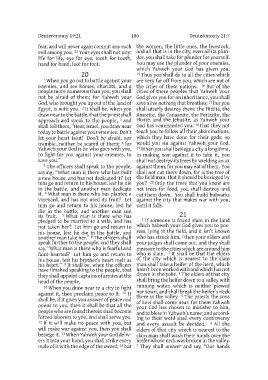 Deuteronomy 19:21 180 Deuteronomy 21:7
fear, and will never again commit any such
evil among you. 21 Your eyes shall not pity:
life for life, eye for eye, tooth for tooth,
hand for hand, foot for foot.
20
1 When you go out to battle against your
enemies, and see horses, chariots, and a
people more numerous than you, you shall
not be afraid of them; for Yahweh your
God, who brought you up out of the land of
Egypt, is with you. 2 It shall be, when you
draw near to the battle, that the priest shall
approach and speak to the people, 3 and
shall tell them, “Hear, Israel, you draw near
today to battle against your enemies. Don’t
let your heart faint! Don’t be afraid, nor
tremble, neither be scared of them; 4 for
Yahweh your God is he who goes with you,
to fight for you against your enemies, to
save you.”
5 The officers shall speak to the people,
saying, “What man is there who has built
a new house, and has not dedicated it? Let
him go and return to his house, lest he die
in the battle, and another man dedicate
it. 6 What man is there who has planted a
vineyard, and has not used its fruit? Let
him go and return to his house, lest he
die in the battle, and another man use
its fruit. 7 What man is there who has
pledged to be married to a wife, and has
not taken her? Let him go and return to
his house, lest he die in the battle, and
another man take her.” 8 The officers shall
speak further to the people, and they shall
say, “What man is there who is fearful and
faint-hearted? Let him go and return to
his house, lest his brother’s heart melt as
his heart.” 9 It shall be, when the officers
have finished speaking to the people, that
they shall appoint captains of armies at the
head of the people.
10 When you draw near to a city to fight
against it, then proclaim peace to it. 11 It
shall be, if it gives you answer of peace and
opens to you, then it shall be that all the
people who are found therein shall become
forced laborers to you, and shall serve you.
12 If it will make no peace with you, but
will make war against you, then you shall
besiege it. 13 When Yahweh your God deliv-
ers it into your hand, you shall strike every
male of it with the edge of the sword; 14 but
the women, the little ones, the livestock,
and all that is in the city, even all its plun-
der, you shall take for plunder for yourself.
You may use the plunder of your enemies,
which Yahweh your God has given you.
15 Thus you shall do to all the cities which
are very far off from you, which are not of
the cities of these nations. 16 But of the
cities of these peoples that Yahweh your
God gives you for an inheritance, you shall
save alive nothing that breathes; 17 but you
shall utterly destroy them: the Hittite, the
Amorite, the Canaanite, the Perizzite, the
Hivite, and the Jebusite, as Yahweh your
God has commanded you; 18 that they not
teach you to follow all their abominations,
which they have done for their gods; so
would you sin against Yahweh your God.
19 When you shall besiege a city a long time,
in making war against it to take it, you
shall not destroy its trees by wielding an ax
against them; for you may eat of them. You
shall not cut them down, for is the tree of
the field man, that it should be besieged by
you? 20 Only the trees that you know are
not trees for food, you shall destroy and
cut them down. You shall build bulwarks
against the city that makes war with you,
until it falls.
21
1 If someone is found slain in the land
which Yahweh your God gives you to pos-
sess, lying in the field, and it isn’t known
who has struck him, 2 then your elders and
your judges shall come out, and they shall
measure to the cities which are around him
who is slain. 3 It shall be that the elders
of the city which is nearest to the slain
man shall take a heifer of the herd, which
hasn’t been worked with and which has not
drawn in the yoke. 4 The elders of that city
shall bring the heifer down to a valley with
running water, which is neither plowed
nor sown, and shall break the heifer’s neck
there in the valley. 5 The priests the sons
of Levi shall come near, for them Yahweh
your God has chosen to minister to him,
and to bless in Yahweh’s name; and accord-
ing to their word shall every controversy
and every assault be decided. 6 All the
elders of that city which is nearest to the
slain man shall wash their hands over the
heifer whose neck was broken in the valley.
7 They shall answer and say, “Our hands